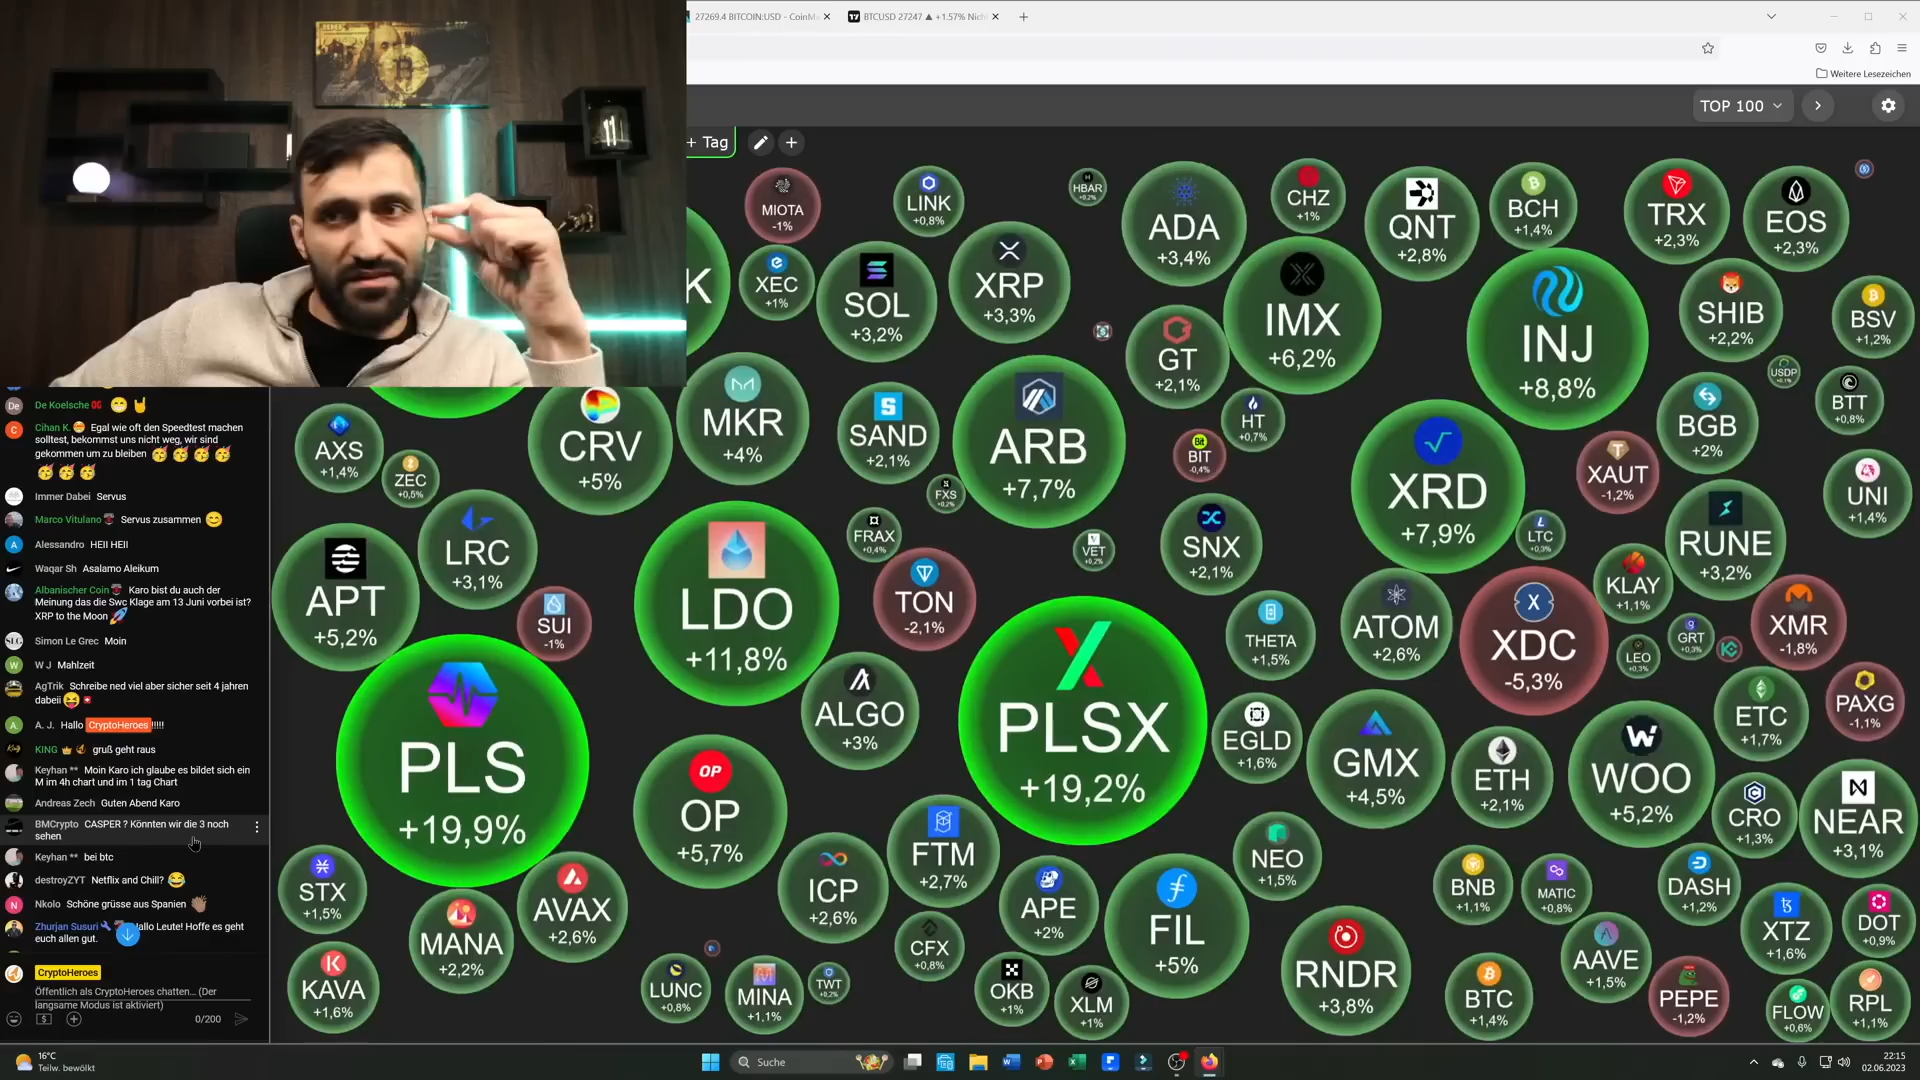 27269.4 BITCOIN:USD - CoinM
BTCUSD 27247 ▲ +1.57%
Weitere Lesezeichen
TOP 100
+ Tag
K
MIOTA
-1%
LINK
+0,8%
HBAR
+0,2%
ADA
+3,4%
CHZ
+1%
QNT
+2,8%
BCH
+1,4%
TRX
+2,3%
EOS
+2,3%
XEC
+1%
SOL
+3,2%
XRP
+3,3%
GT
+2,1%
IMX
+6,2%
INJ
+8,8%
SHIB
+2,2%
BSV
+1,2%
USDP
+0,1%
BTT
+0,8%
AXS
+1,4%
ZEC
+0,5%
CRV
+5%
MKR
+4%
SAND
+2,1%
ARB
+7,7%
HT
+0,7%
Bit
BIT
-0,4%
XRD
+7,9%
XAUT
-1,2%
BGB
+2%
UNI
+1,4%
FXS
+0,2%
FRAX
+0,4%
VET
+0,2%
SNX
+2,1%
LTC
+0,3%
RUNE
+3,2%
APT
+5,2%
LRC
+3,1%
SUI
-1%
LDO
+11,8%
TON
-2,1%
THETA
+1,5%
ATOM
+2,6%
XDC
-5,3%
KLAY
+1,1%
LEO
+0,3%
GRT
+0,3%
XMR
-1,8%
PLS
+19,9%
ALGO
+3%
PLSX
+19,2%
EGLD
+1,6%
GMX
+4,5%
ETH
+2,1%
WOO
+5,2%
ETC
+1,7%
PAXG
-1,1%
OP
OP
+5,7%
FTM
+2,7%
NEO
+1,5%
CRO
+1,3%
NEAR
+3,1%
STX
+1,5%
MANA
+2,2%
AVAX
+2,6%
ICP
+2,6%
CFX
+0,8%
APE
+2%
FIL
+5%
BNB
+1,1%
MATIC
+0,8%
DASH
+1,2%
XTZ
+1,6%
DOT
+0,9%
KAVA
+1,6%
LUNC
+0,8%
MINA
+1,1%
TWT
+0,2%
OKB
+1%
XLM
+1%
RNDR
+3,8%
BTC
+1,4%
AAVE
+1,5%
PEPE
-1,2%
FLOW
+0,6%
RPL
+1,1%
De Koelsche 😁 🤘
Cihan K. Egal wie oft den Speedtest machen
solltest, bekommst uns nicht weg, wir sind
gekommen um zu bleiben 🥳 🥳 🥳 🥳
🥳 🥳 🥳
Immer Dabei Servus
Marco Vitulano Servus zusammen 😊
Alessandro HEII HEII
Waqar Sh Asalamo Aleikum
Albanischer Coin Karo bist du auch der
Meinung das die Swc Klage am 13 Juni vorbei ist?
XRP to the Moon 🚀
Simon Le Grec Moin
W J Mahlzeit
AgTrik Schreibe ned viel aber sicher seit 4 jahren
dabeii 😝 🇨🇭
A. J. Hallo CryptoHeroes !!!!!
KING 👑 gruß geht raus
Keyhan ** Moin Karo ich glaube es bildet sich ein
M im 4h chart und im 1 tag Chart
Andreas Zech Guten Abend Karo
BMCrypto CASPER ? Könnten wir die 3 noch
sehen
Keyhan ** bei btc
destroyZYT Netflix and Chill? 😂
Nkolo Schöne grüsse aus Spanien 👋🏽
Zhurjan Susuri allo Leute! Hoffe es geht
euch allen gut.
CryptoHeroes
Öffentlich als CryptoHeroes chatten... (Der
langsame Modus ist aktiviert)
0/200
16°C
Teilw. bewölkt
Suche
22:15
02.06.2023